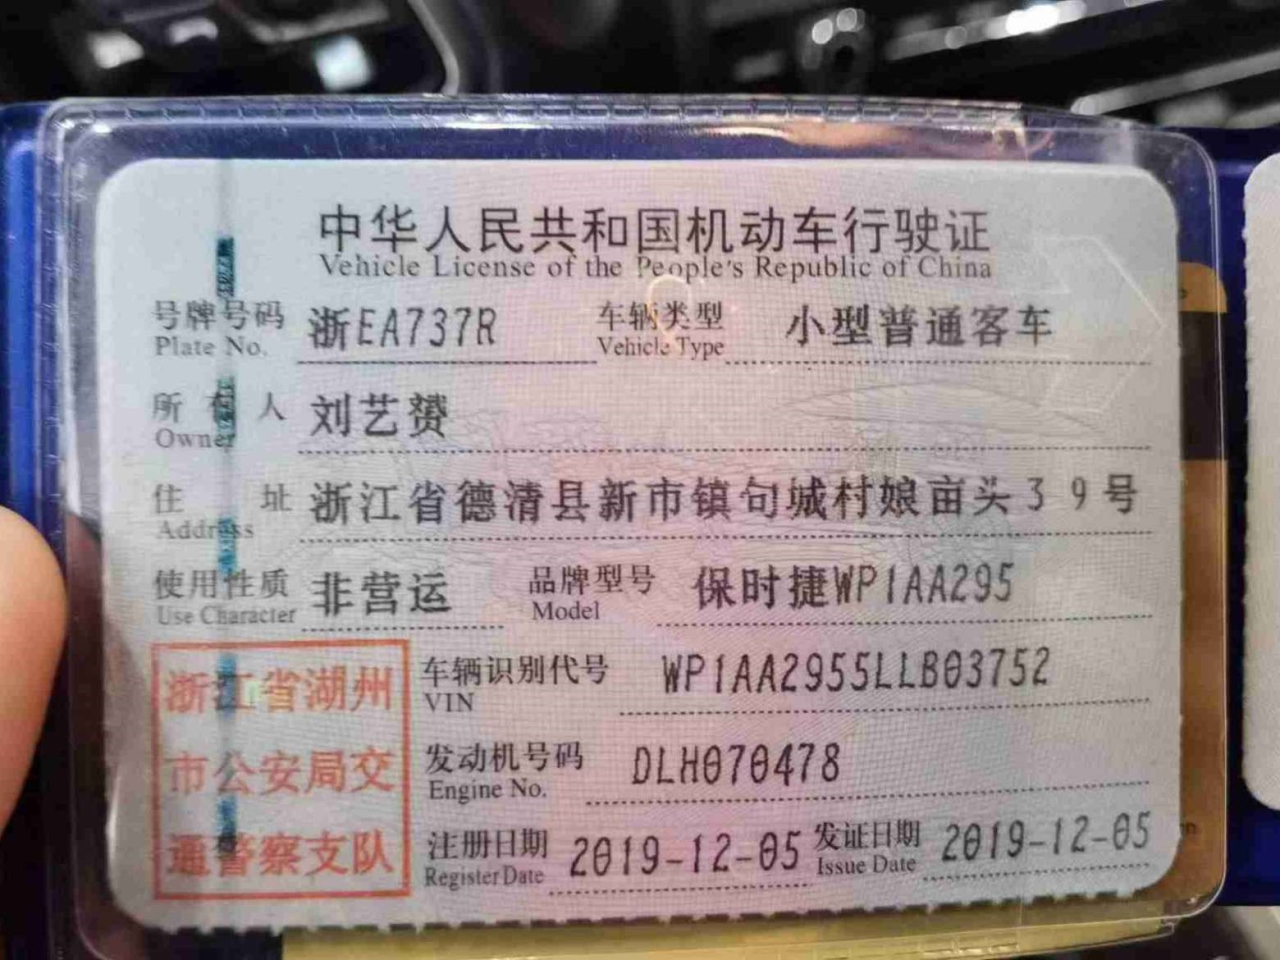 中华人民共和国机动车行驶证
Vehicle License of the People's Republic of China
号牌号码 浙EA737R 车辆类型 小型普通客车
Plate No. Vehicle Type
所有人 刘艺赟
Owner
住址 浙江省德清县新市镇句城村娘亩头39号
Address
使用性质 非营运 品牌型号 保时捷WP1AA295
Use Character Model
车辆识别代号 WP1AA2955LLB03752
VIN
发动机号码 DLH070478
Engine No.
注册日期 2019-12-05 发证日期 2019-12-05
Register Date Issue Date
浙江省湖州
市公安局交
通警察支队